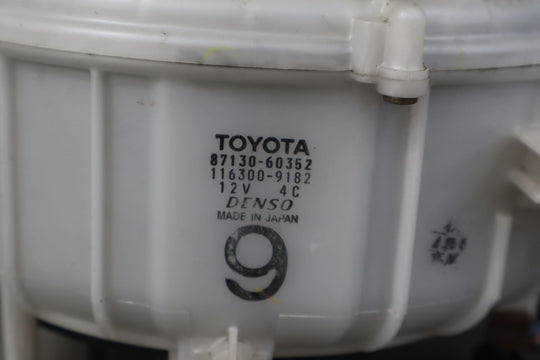 TOYOTA
87130-60352
116300-9182
12V 4C
DENSO
MADE IN JAPAN
9